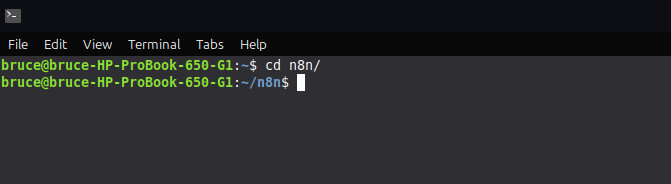 File Edit View Terminal Tabs Help
bruce@bruce-HP-ProBook-650-G1:~$ cd n8n/
bruce@bruce-HP-ProBook-650-G1:~/n8n$